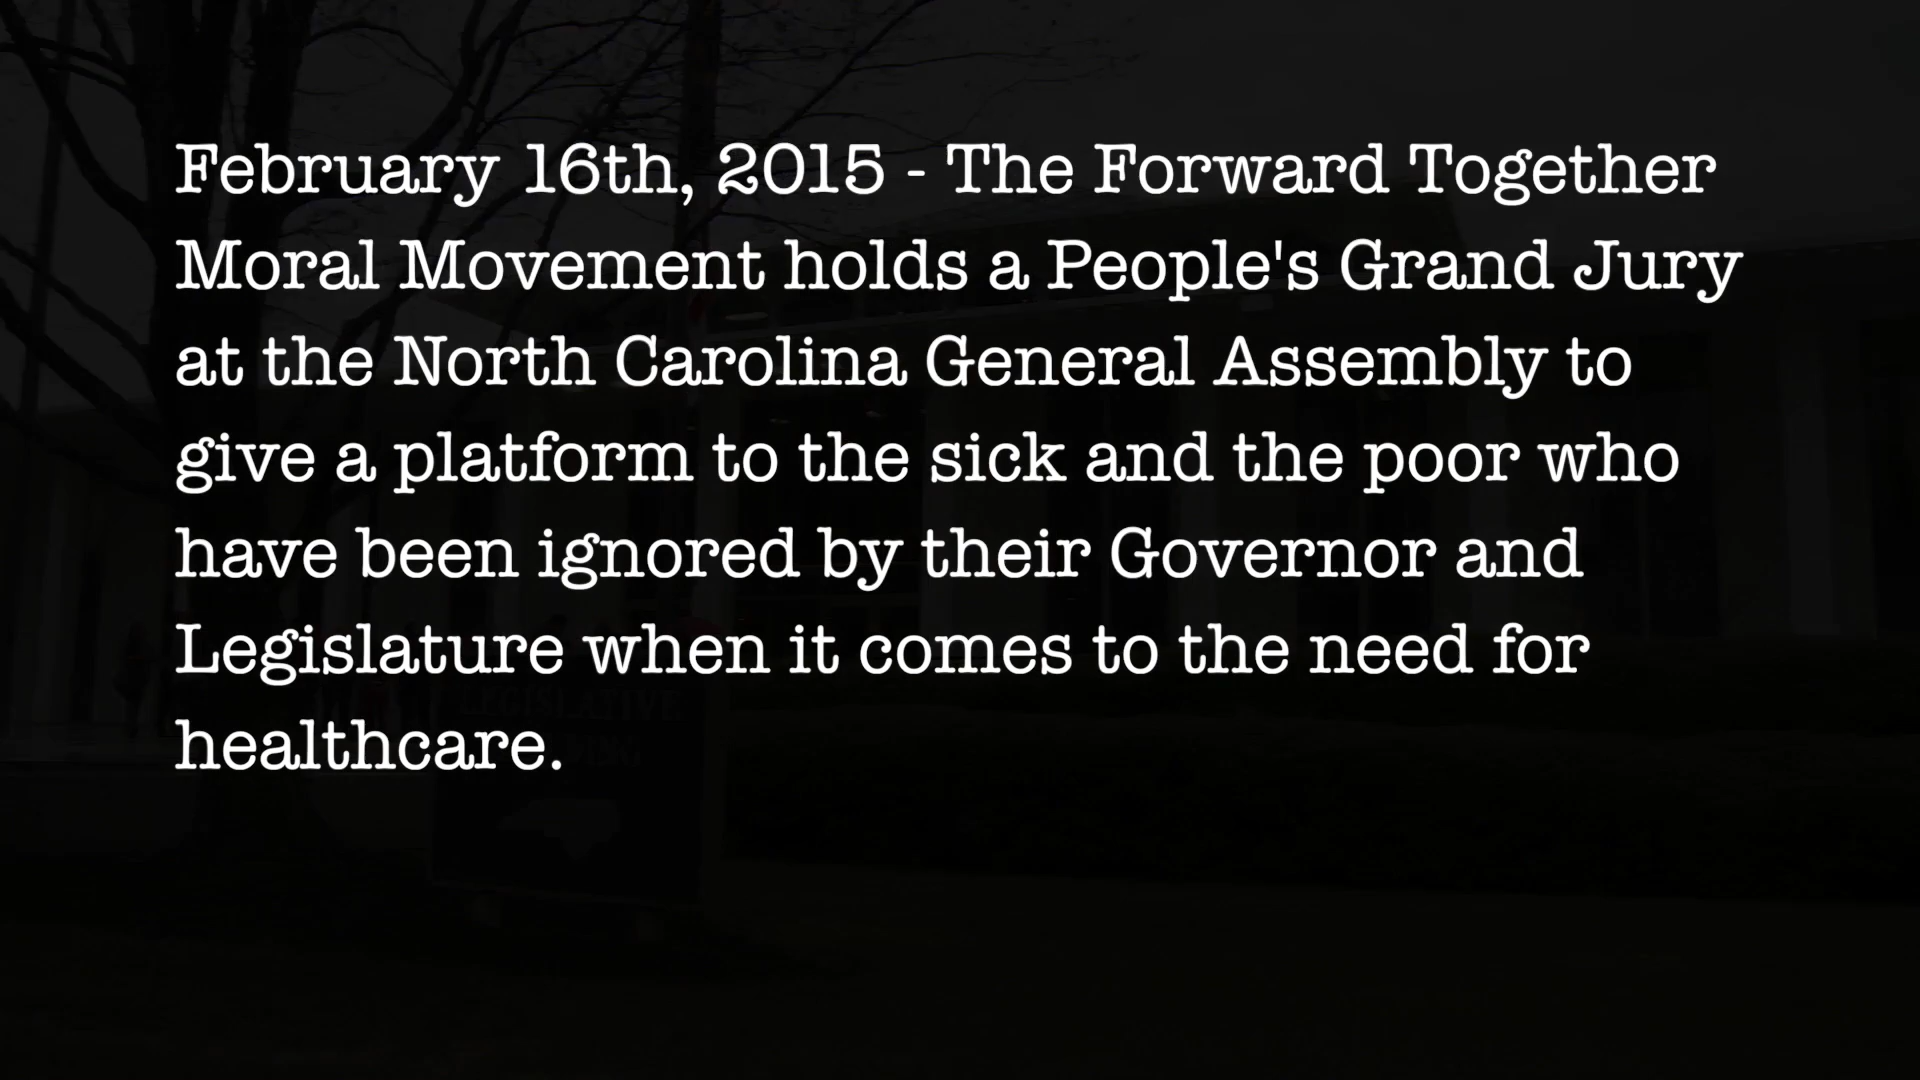 February 16th, 2015 - The Forward Together
Moral Movement holds a People's Grand Jury
at the North Carolina General Assembly to
give a platform to the sick and the poor who
have been ignored by their Governor and
Legislature when it comes to the need for
healthcare.
LEGISLATIVE